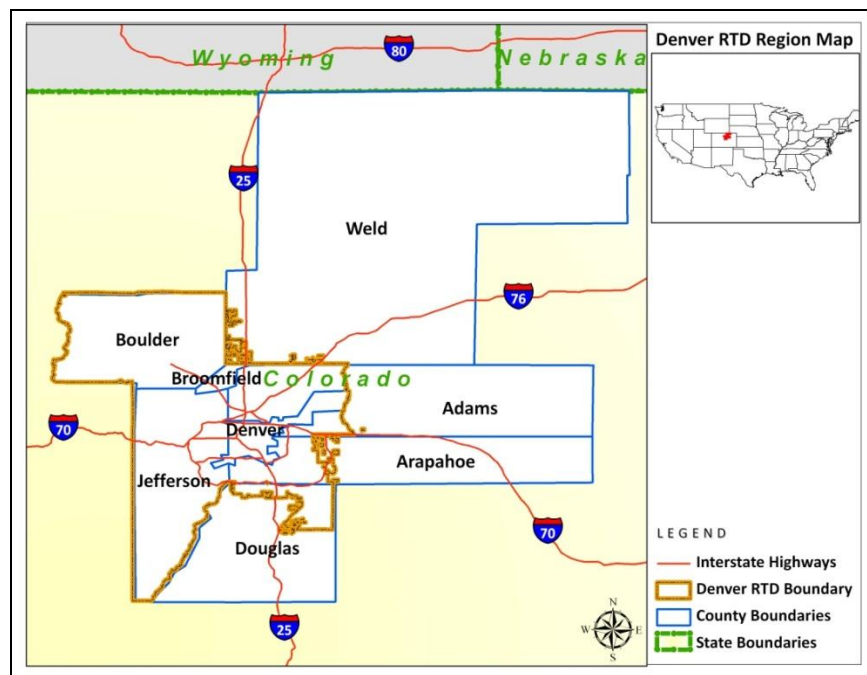 Denver RTD Region Map
Wyoming
Nebraska
80
25
Weld
76
Boulder
Broomfield
Colorado
Adams
70
Denver
Arapahoe
Jefferson
70
Douglas
25
N
W E
S
LEGEND
Interstate Highways
Denver RTD Boundary
County Boundaries
State Boundaries